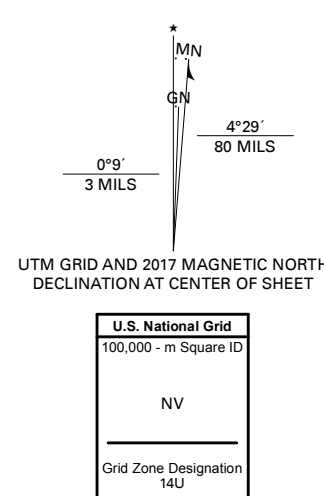 MN
GN
4°29´
80 MILS
0°9´
3 MILS
UTM GRID AND 2017 MAGNETIC NORTH
DECLINATION AT CENTER OF SHEET
U.S. National Grid
100,000 - m Square ID
NV
Grid Zone Designation
14U